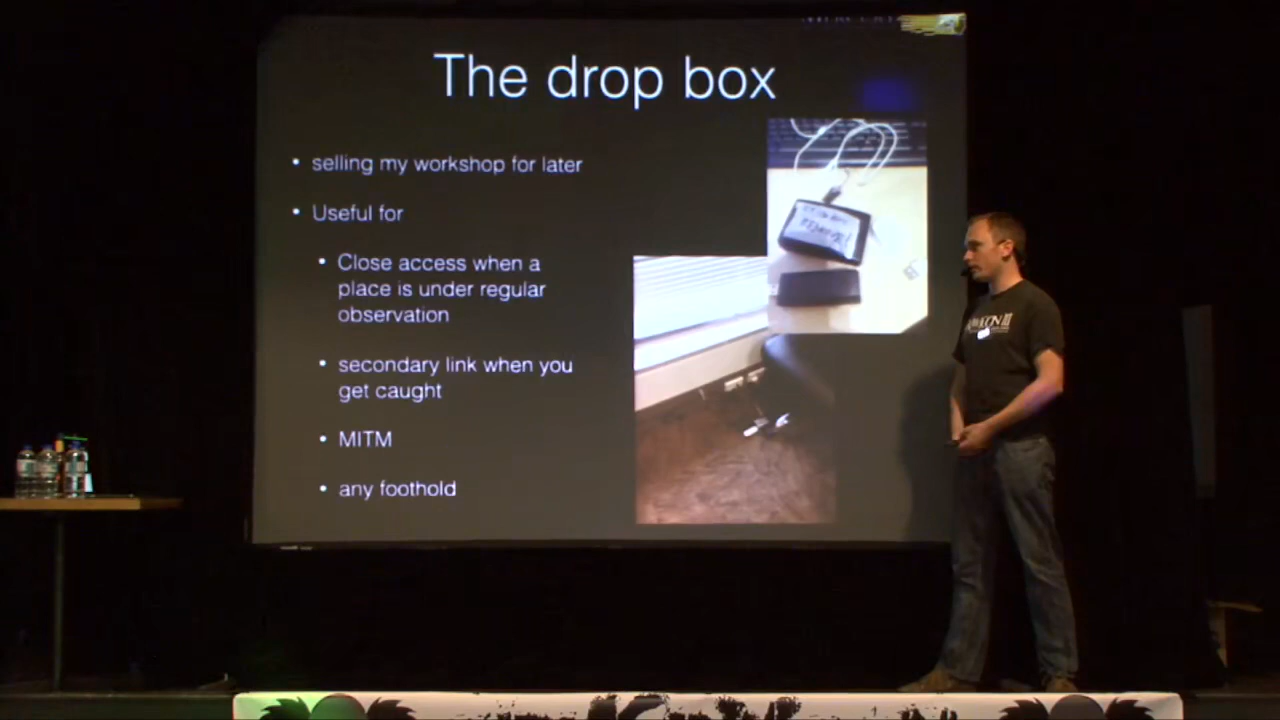 The drop box
• selling my workshop for later
• Useful for
• Close access when a
place is under regular
observation
• secondary link when you
get caught
• MITM
• any foothold